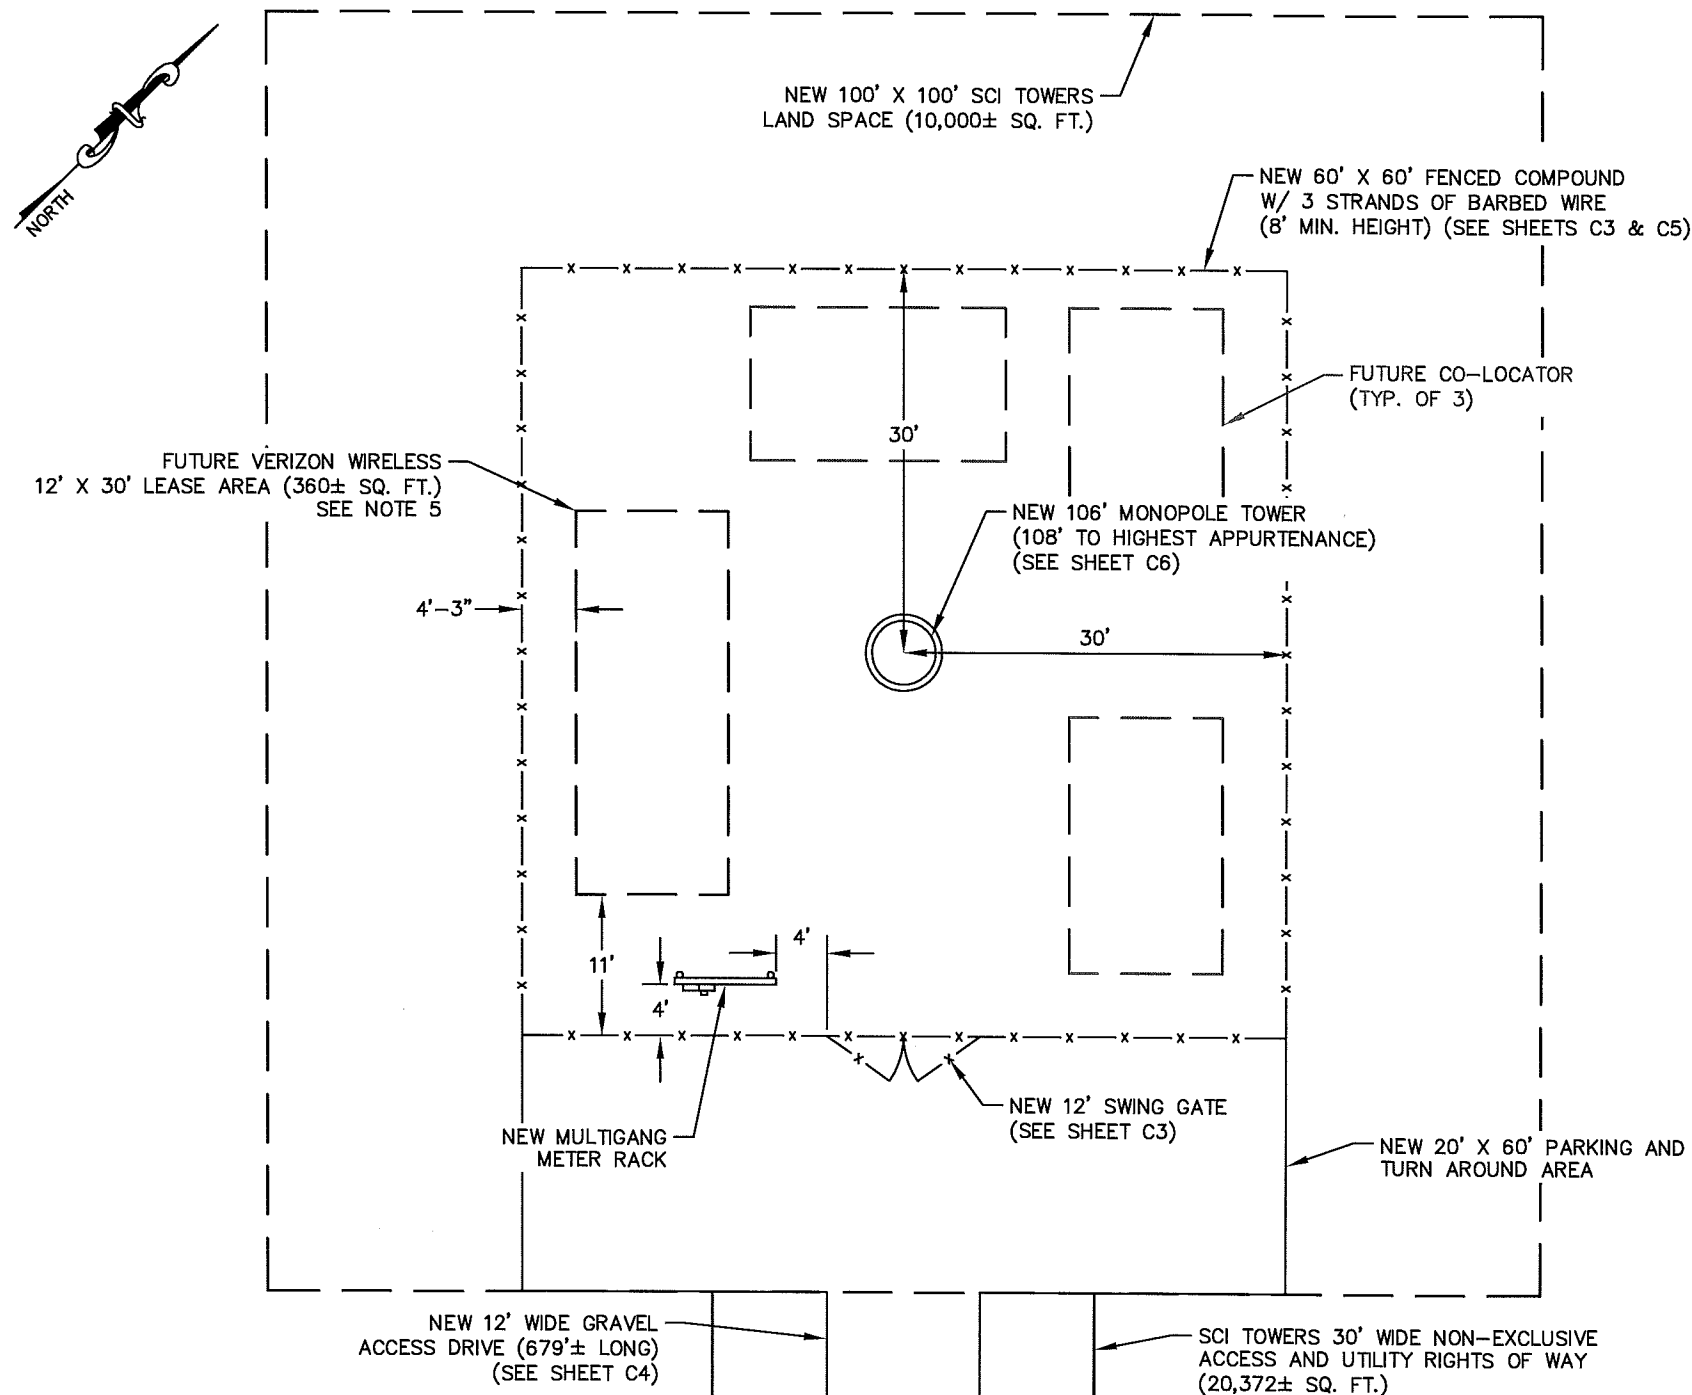 NORTH
NEW 100' X 100' SCI TOWERS
LAND SPACE (10,000± SQ. FT.)
NEW 60' X 60' FENCED COMPOUND
W/ 3 STRANDS OF BARBED WIRE
(8' MIN. HEIGHT) (SEE SHEETS C3 & C5)
FUTURE CO-LOCATOR
(TYP. OF 3)
30'
FUTURE VERIZON WIRELESS
12' X 30' LEASE AREA (360± SQ. FT.)
SEE NOTE 5
NEW 106' MONOPOLE TOWER
(108' TO HIGHEST APPURTENANCE)
(SEE SHEET C6)
4'-3"
30'
4'
11'
4'
NEW 12' SWING GATE
(SEE SHEET C3)
NEW MULTIGANG
METER RACK
NEW 20' X 60' PARKING AND
TURN AROUND AREA
NEW 12' WIDE GRAVEL
ACCESS DRIVE (679'± LONG)
(SEE SHEET C4)
SCI TOWERS 30' WIDE NON-EXCLUSIVE
ACCESS AND UTILITY RIGHTS OF WAY
(20,372± SQ. FT.)